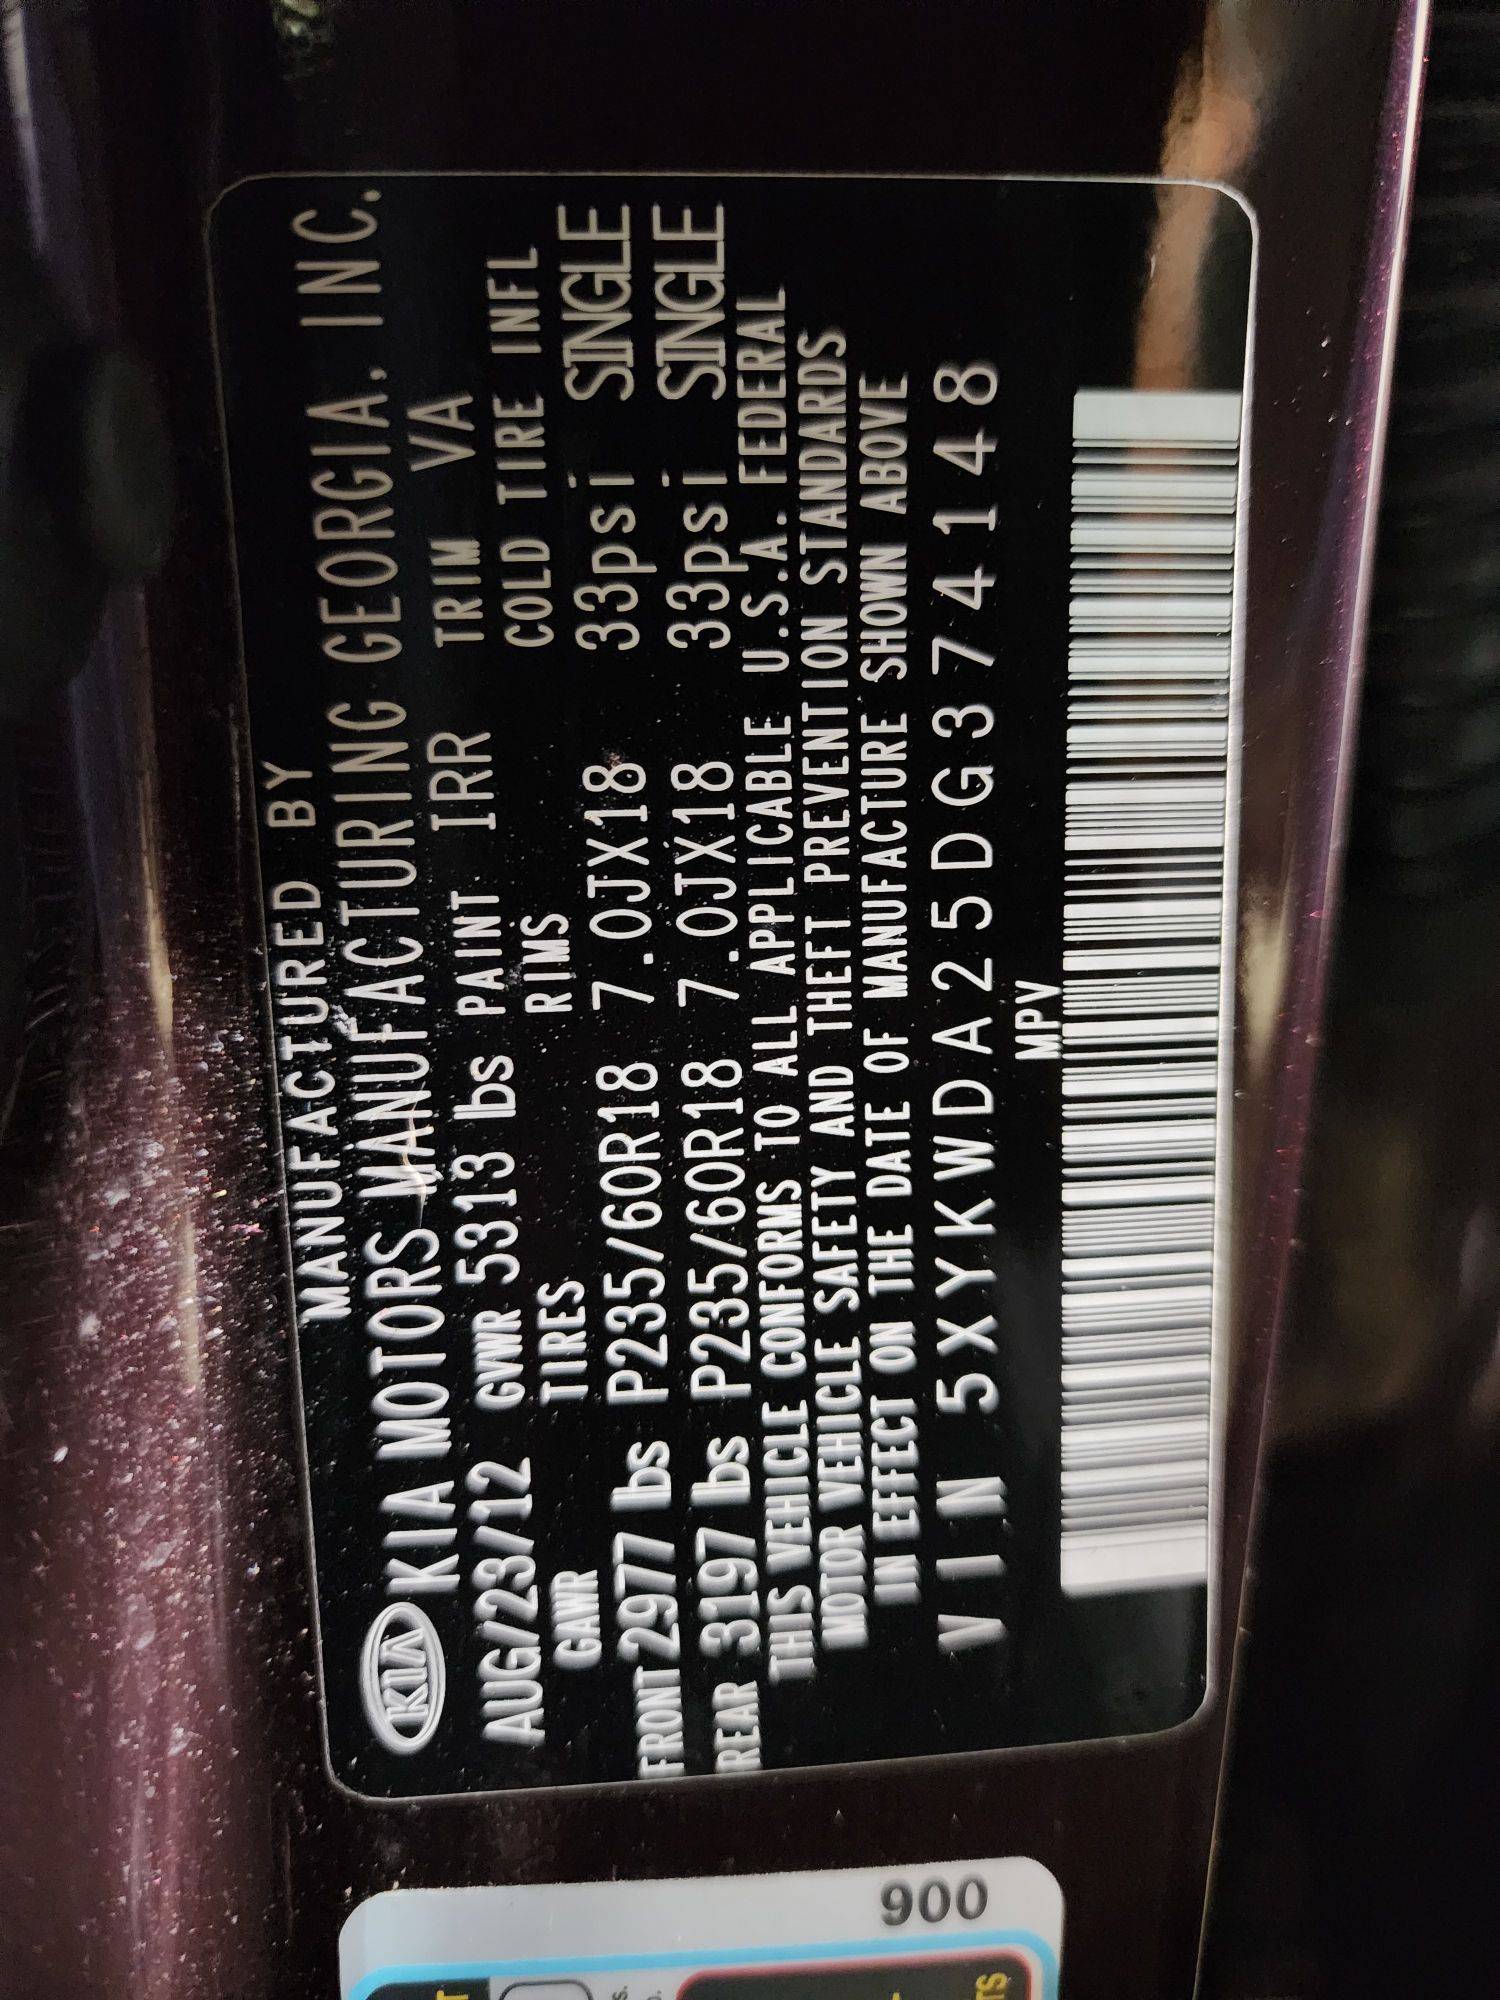 MANUFACTURED BY
KIA KIA MOTORS MANUFACTURING GEORGIA, INC.
AUG/23/12 GVWR 5313 lbs PAINT IRR TRIM VA
GAWR TIRES RIMS COLD TIRE INFL
FRONT 2977 lbs P235/60R18 7.0JX18 33psi SINGLE
REAR 3197 lbs P235/60R18 7.0JX18 33psi SINGLE
THIS VEHICLE CONFORMS TO ALL APPLICABLE U.S.A. FEDERAL
MOTOR VEHICLE SAFETY AND THEFT PREVENTION STANDARDS
IN EFFECT ON THE DATE OF MANUFACTURE SHOWN ABOVE
VIN 5XYKWDA25DG374148
MPV
900